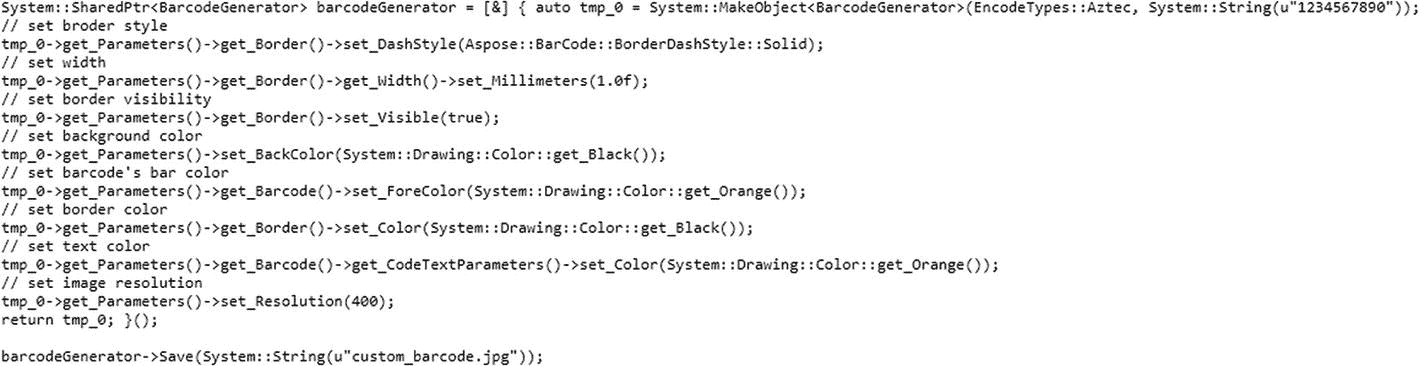 System::SharedPtr<BarcodeGenerator> barcodeGenerator = [&] { auto tmp_0 = System::MakeObject<BarcodeGenerator>(EncodeTypes::Aztec, System::String(u"1234567890"));
// set broder style
tmp_0->get_Parameters()->get_Border()->set_DashStyle(Aspose::BarCode::BorderDashStyle::Solid);
// set width
tmp_0->get_Parameters()->get_Border()->get_Width()->set_Millimeters(1.0f);
// set border visibility
tmp_0->get_Parameters()->get_Border()->set_Visible(true);
// set background color
tmp_0->get_Parameters()->set_BackColor(System::Drawing::Color::get_Black());
// set barcode's bar color
tmp_0->get_Parameters()->get_Barcode()->set_ForeColor(System::Drawing::Color::get_Orange());
// set border color
tmp_0->get_Parameters()->get_Border()->set_Color(System::Drawing::Color::get_Black());
// set text color
tmp_0->get_Parameters()->get_Barcode()->get_CodeTextParameters()->set_Color(System::Drawing::Color::get_Orange());
// set image resolution
tmp_0->get_Parameters()->set_Resolution(400);
return tmp_0; }();
barcodeGenerator->Save(System::String(u"custom_barcode.jpg"));